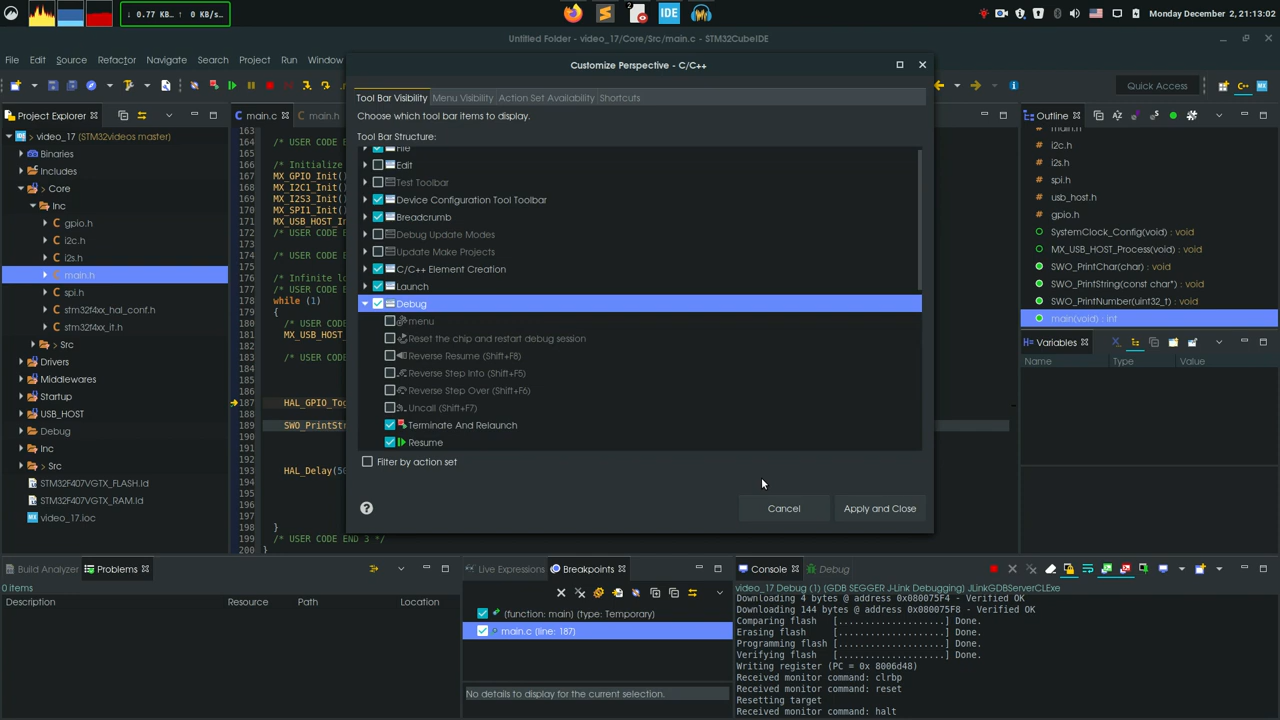 ↓ 0.77 KB... ↑ 0 KB/s...
2
IDE
Monday December 2, 21:13:02
Untitled Folder - video_17/Core/Src/main.c - STM32CubeIDE
File Edit Source Refactor Navigate Search Project Run Window
Quick Access
Project Explorer
video_17 [STM32videos master]
Binaries
Includes
Core
Inc
gpio.h
i2c.h
i2s.h
main.h
spi.h
stm32f4xx_hal_conf.h
stm32f4xx_it.h
Src
Drivers
Middlewares
Startup
USB_HOST
Debug
Inc
Src
STM32F407VGTX_FLASH.ld
STM32F407VGTX_RAM.ld
video_17.ioc
main.c main.h
163
164 /* USER CODE E
165
166 /* Initialize
167 MX_GPIO_Init()
168 MX_I2C1_Init()
169 MX_I2S3_Init()
170 MX_SPI1_Init()
171 MX_USB_HOST_In
172 /* USER CODE E
173
174 /* USER CODE E
175
176 /* Infinite lo
177 /* USER CODE E
178 while (1)
179 {
180 /* USER CODE
181 MX_USB_HOST_
182
183 /* USER CODE
184
185
186
187 HAL_GPIO_Tog
188
189 SWO_PrintStr
193 HAL_Delay(50
194
195
196
197
198 }
199 /* USER CODE END 3 */
200 }
Customize Perspective - C/C++
Tool Bar Visibility Menu Visibility Action Set Availability Shortcuts
Choose which tool bar items to display.
Tool Bar Structure:
File
Edit
Test Toolbar
Device Configuration Tool Toolbar
Breadcrumb
Debug Update Modes
Update Make Projects
C/C++ Element Creation
Launch
Debug
menu
Reset the chip and restart debug session
Reverse Resume (Shift+F8)
Reverse Step Into (Shift+F5)
Reverse Step Over (Shift+F6)
Uncall (Shift+F7)
Terminate And Relaunch
Resume
Filter by action set
Cancel Apply and Close
Outline
main.h
i2c.h
i2s.h
spi.h
usb_host.h
gpio.h
SystemClock_Config(void) : void
MX_USB_HOST_Process(void) : void
SWO_PrintChar(char) : void
SWO_PrintString(const char*) : void
SWO_PrintNumber(uint32_t) : void
main(void) : int
Variables
Name Type Value
Build Analyzer Problems
0 items
Description Resource Path Location
Live Expressions Breakpoints
(function: main) [type: Temporary]
main.c [line: 187]
No details to display for the current selection.
Console Debug
video_17 Debug (1) [GDB SEGGER J-Link Debugging] JLinkGDBServerCLExe
Downloading 4 bytes @ address 0x080075F4 - Verified OK
Downloading 144 bytes @ address 0x080075F8 - Verified OK
Comparing flash [....................] Done.
Erasing flash [....................] Done.
Programming flash [....................] Done.
Verifying flash [....................] Done.
Writing register (PC = 0x 8006d48)
Received monitor command: clrbp
Received monitor command: reset
Resetting target
Received monitor command: halt